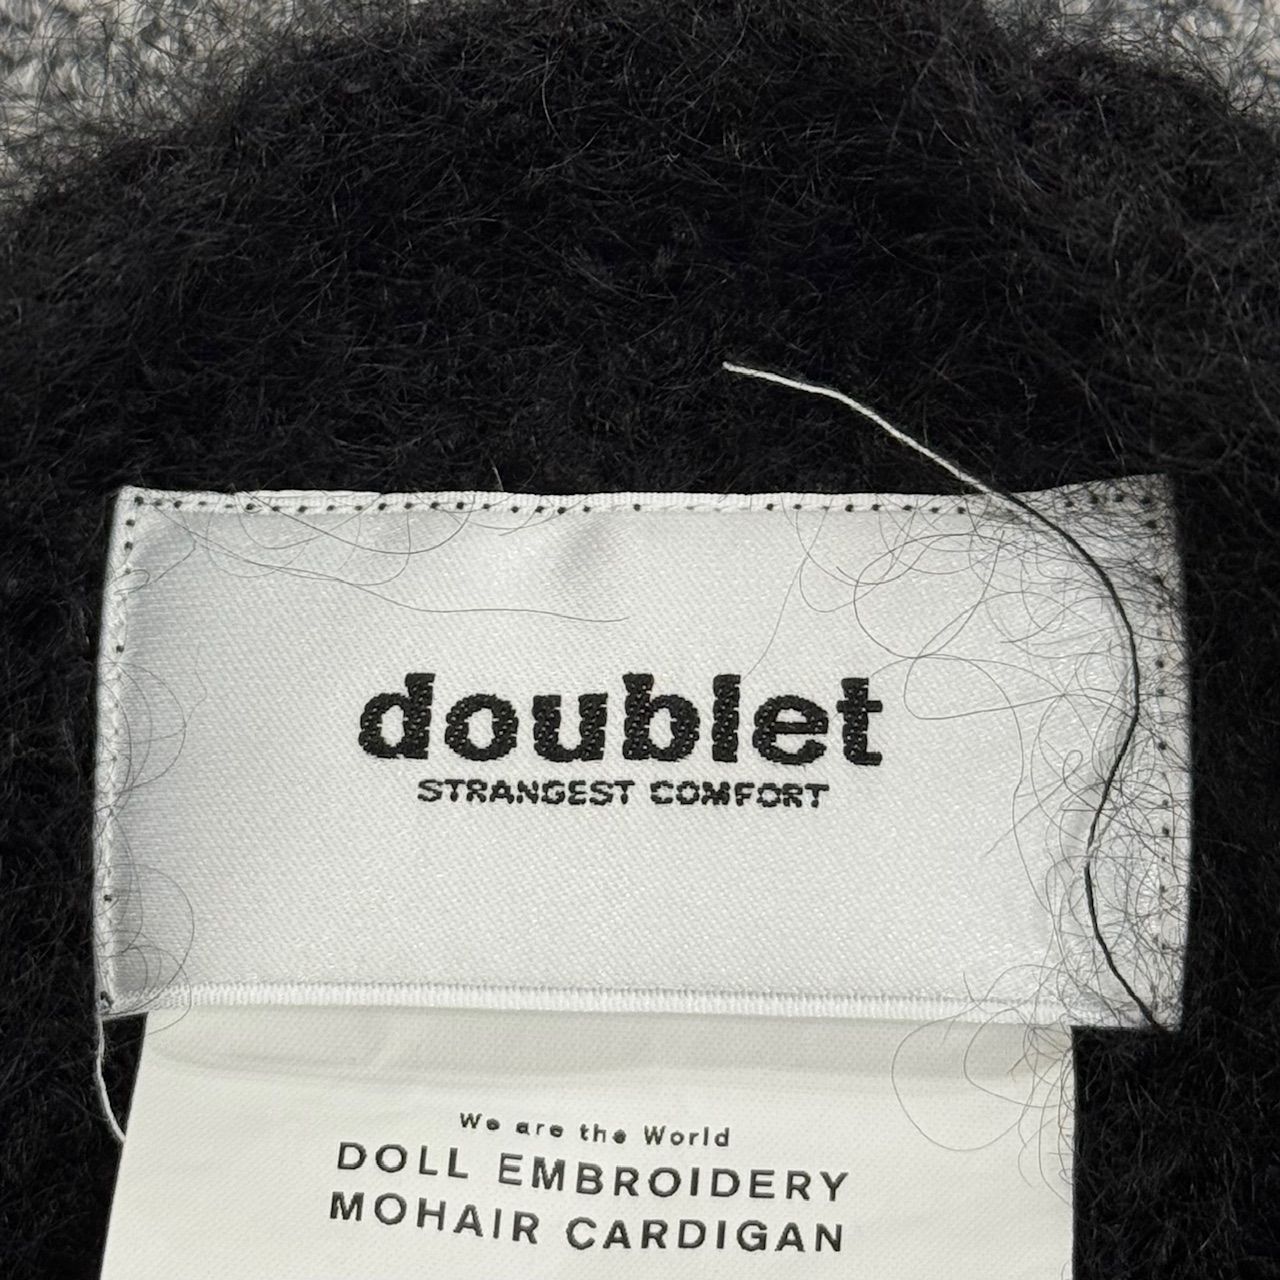 doublet
STRANGEST COMFORT
We are the World
DOLL EMBROIDERY
MOHAIR CARDIGAN